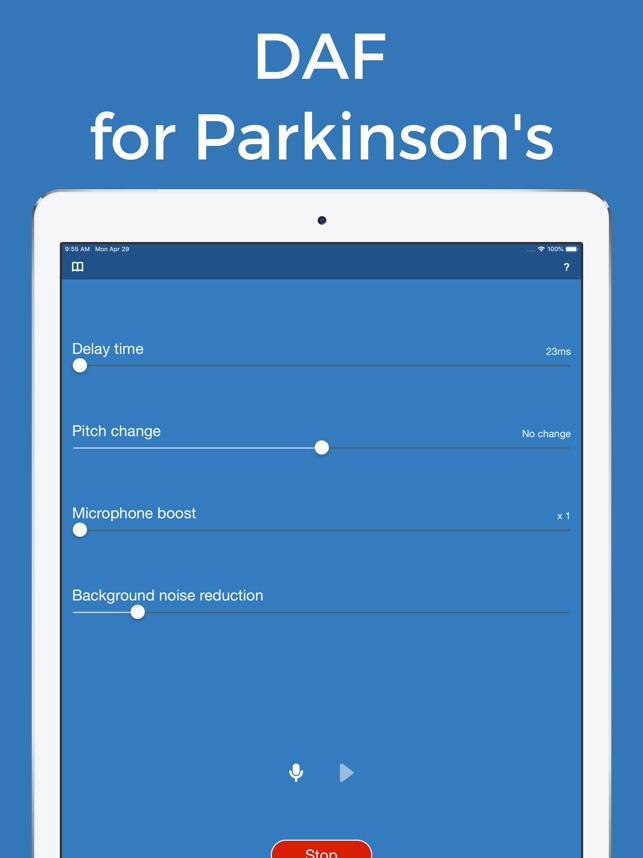 DAF
for Parkinson's
9:55 AM Mon Apr 29
100%
?
Delay time
23ms
Pitch change
No change
Microphone boost
x 1
Background noise reduction
Stop